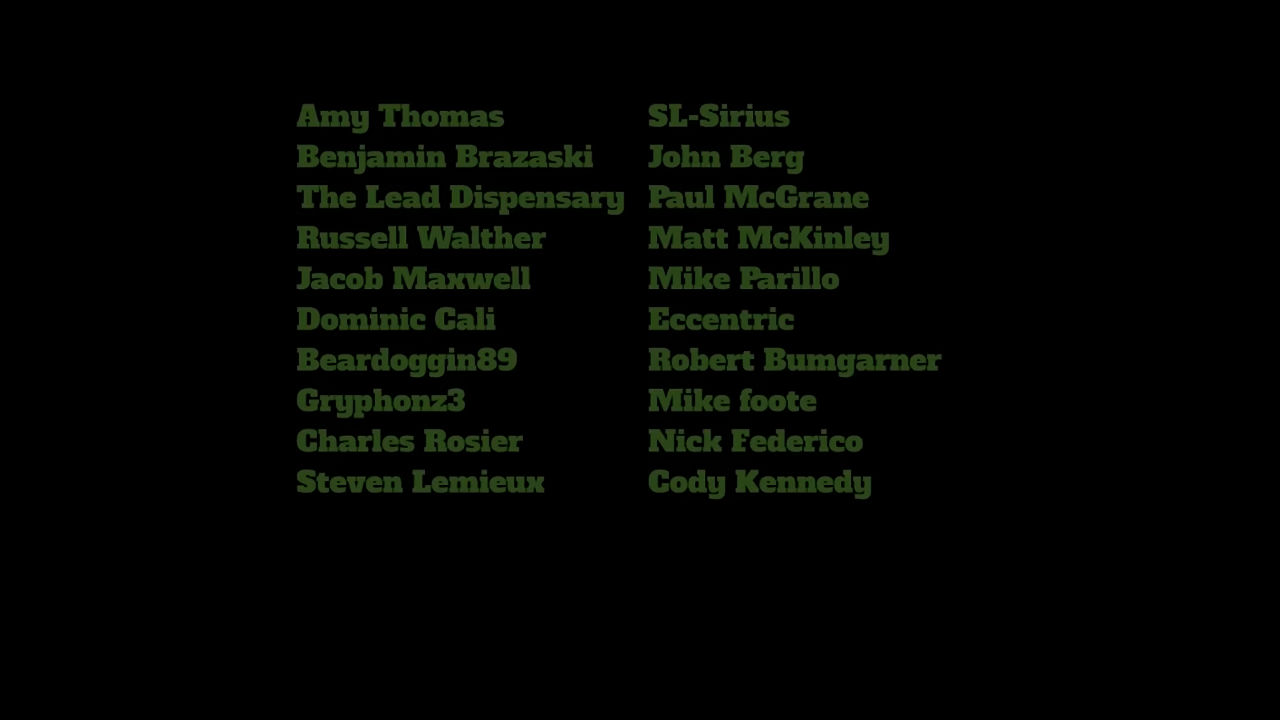 Amy Thomas
Benjamin Brazaski
The Lead Dispensary
Russell Walther
Jacob Maxwell
Dominic Cali
Beardoggin89
Gryphonz3
Charles Rosier
Steven Lemieux
SL-Sirius
John Berg
Paul McGrane
Matt McKinley
Mike Parillo
Eccentric
Robert Bumgarner
Mike foote
Nick Federico
Cody Kennedy